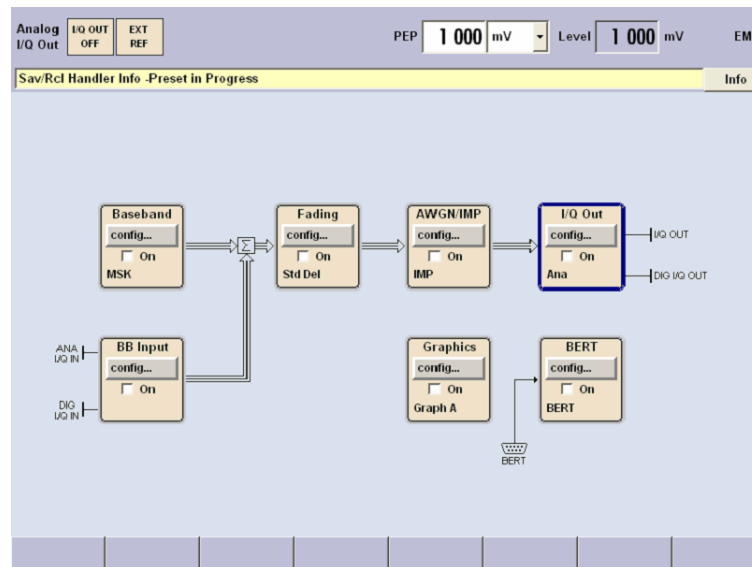 Analog I/Q Out
I/Q OUT OFF
EXT REF
PEP 1 000 mV Level 1 000 mV EM
Sav/Rcl Handler Info -Preset in Progress Info
Baseband
config...
On
MSK
Σ
Fading
config...
On
Std Del
AWGN/IMP
config...
On
IMP
I/Q Out
config...
On
Ana
I/Q OUT
DIG I/Q OUT
ANA I/Q IN
DIG I/Q IN
BB Input
config...
On
Graphics
config...
On
Graph A
BERT
config...
On
BERT
BERT